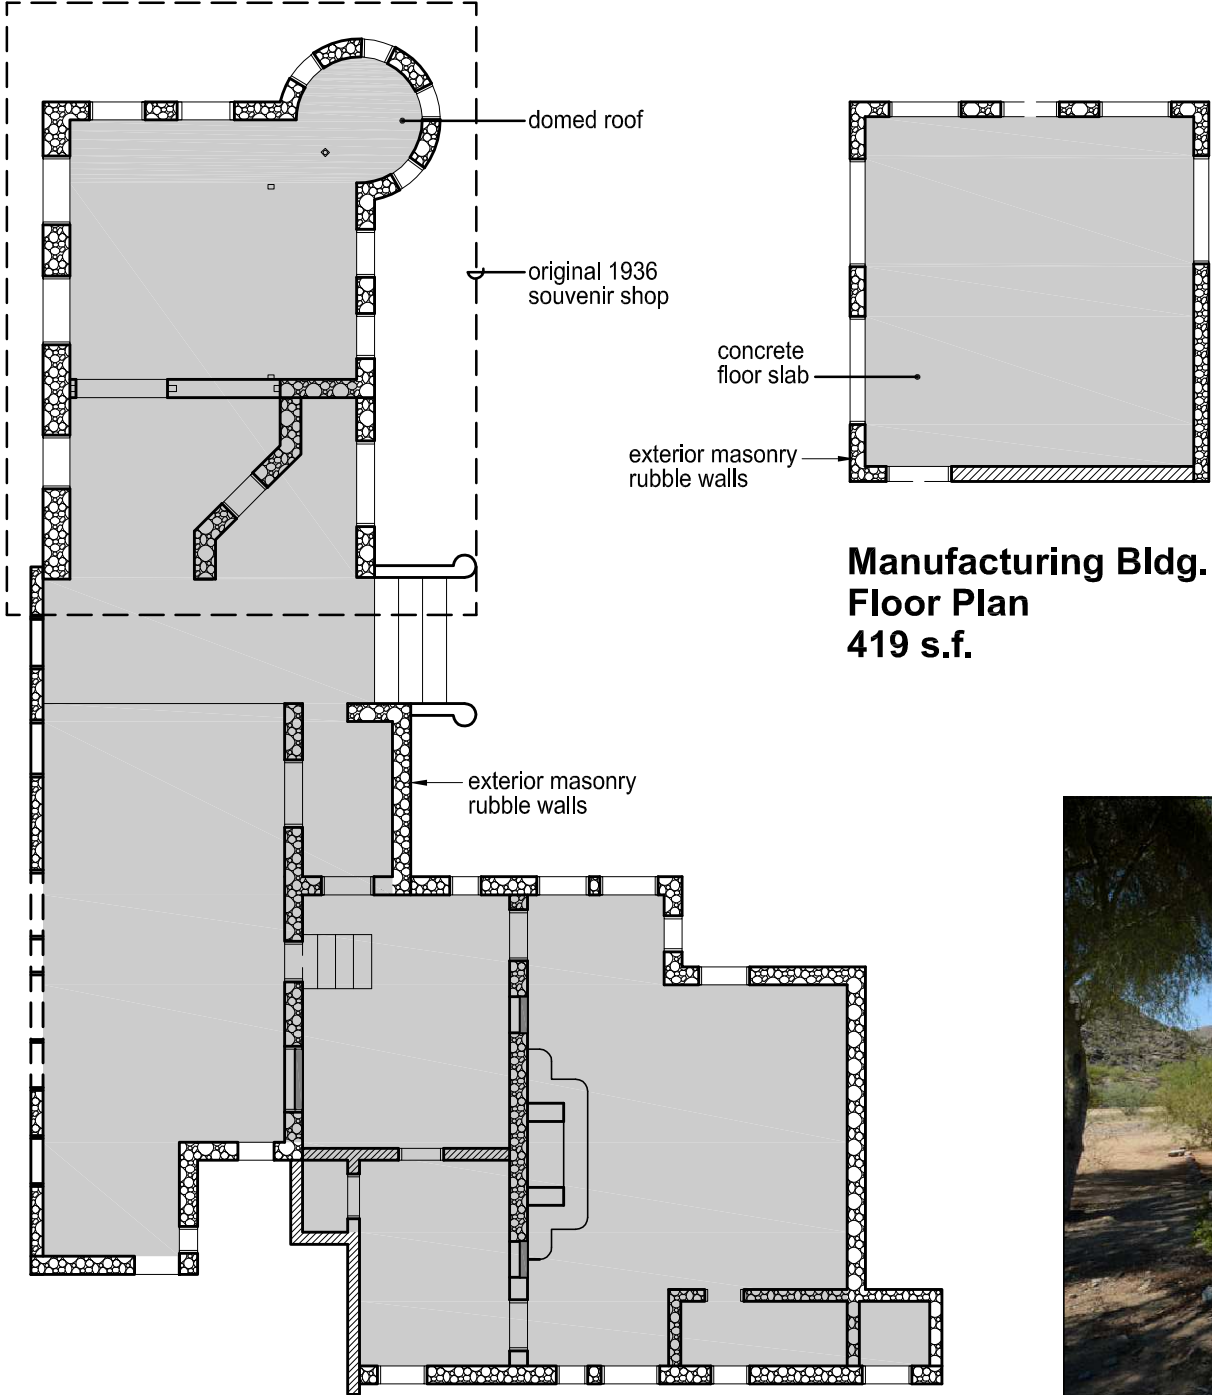 domed roof
original 1936
souvenir shop
concrete
floor slab
exterior masonry
rubble walls
Manufacturing Bldg.
Floor Plan
419 s.f.
exterior masonry
rubble walls